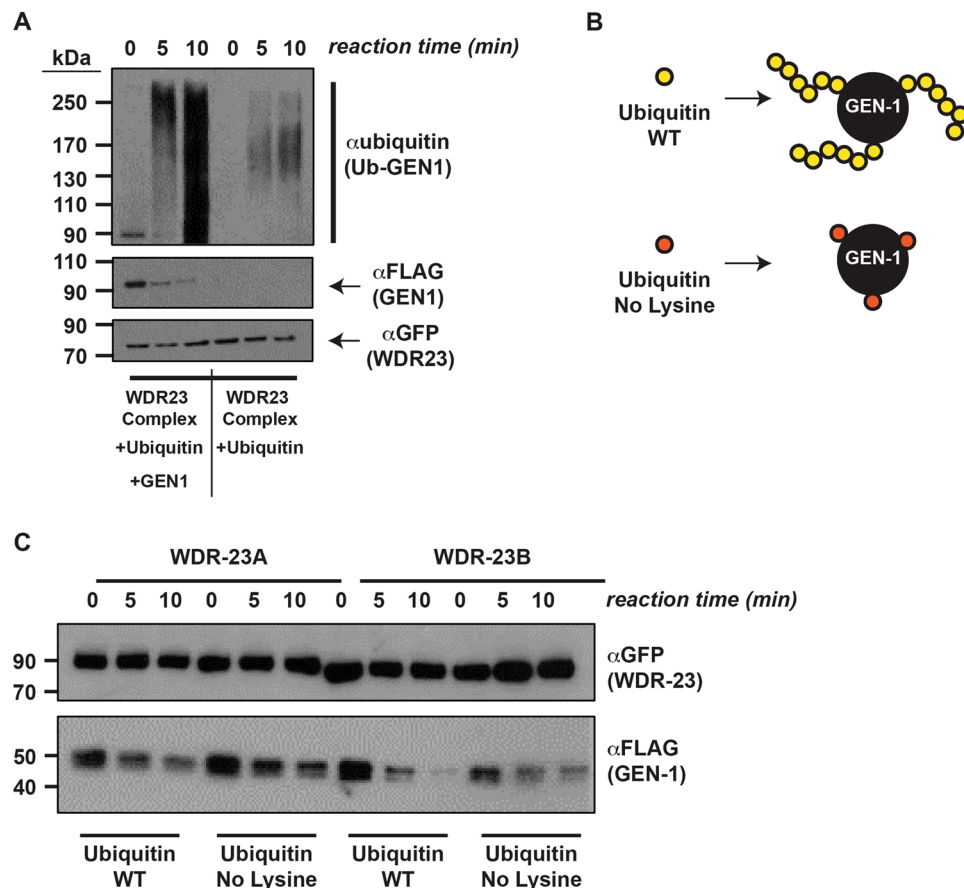 A
0 5 10 0 5 10 reaction time (min)
kDa
250
170
130
110
90
αubiquitin
(Ub-GEN1)
110
90
αFLAG
(GEN1)
90
70
αGFP
(WDR23)
WDR23
Complex
+Ubiquitin
+GEN1
WDR23
Complex
+Ubiquitin
B
Ubiquitin
WT
GEN-1
Ubiquitin
No Lysine
GEN-1
C
WDR-23A WDR-23B
0 5 10 0 5 10 0 5 10 0 5 10 reaction time (min)
90
70
αGFP
(WDR-23)
50
40
αFLAG
(GEN-1)
Ubiquitin
WT
Ubiquitin
No Lysine
Ubiquitin
WT
Ubiquitin
No Lysine